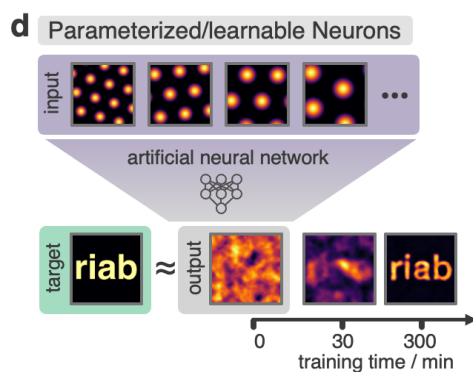 d Parameterized/learnable Neurons
input
•••
artificial neural network
target
riab
≈
output
riab
0 30 300
training time / min